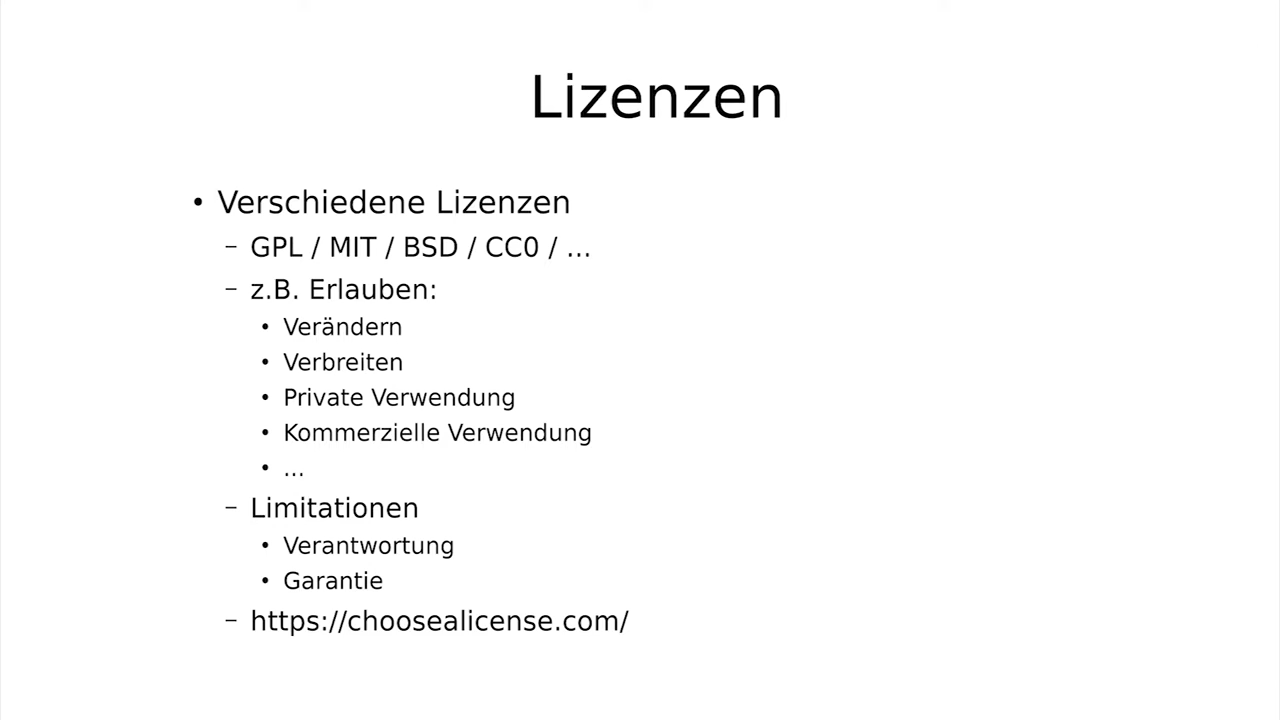 Lizenzen
• Verschiedene Lizenzen
– GPL / MIT / BSD / CC0 / ...
– z.B. Erlauben:
• Verändern
• Verbreiten
• Private Verwendung
• Kommerzielle Verwendung
• ...
– Limitationen
• Verantwortung
• Garantie
– https://choosealicense.com/